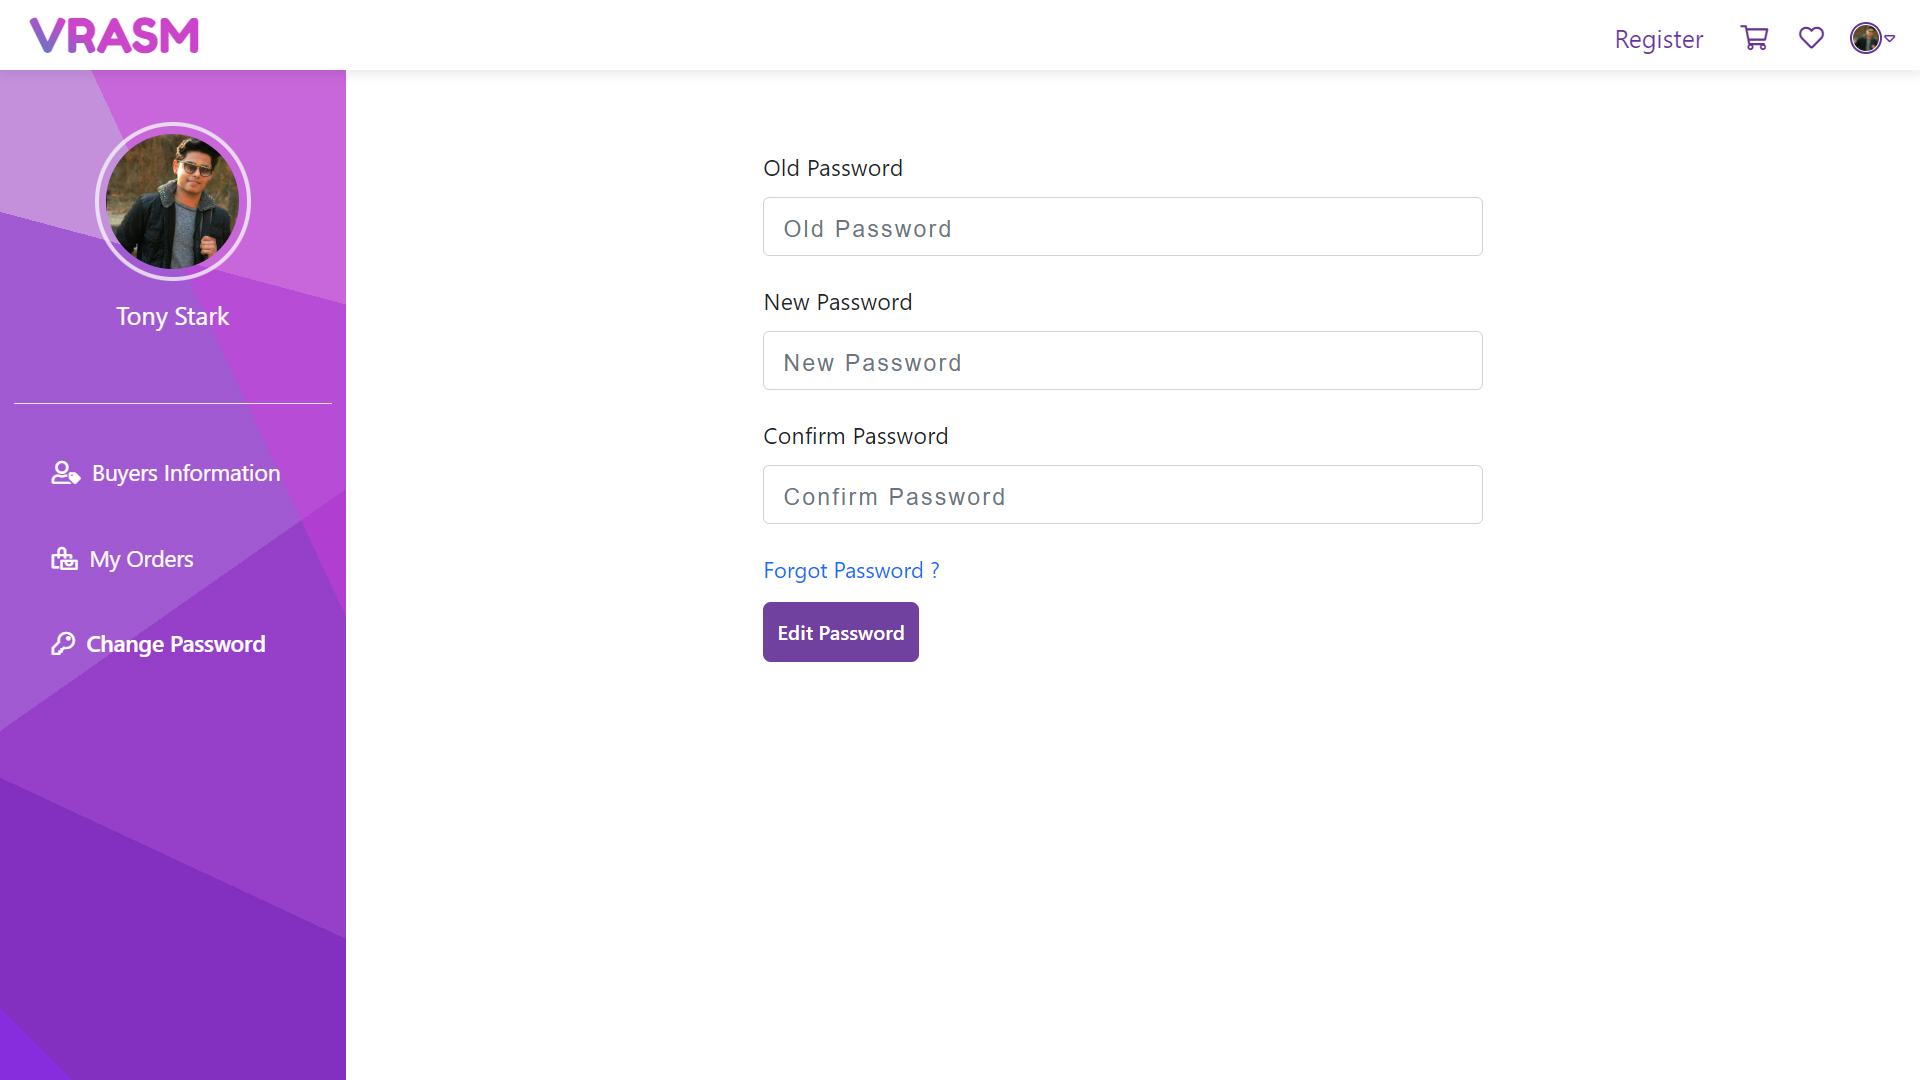 VRASM
Register
Tony Stark
Buyers Information
My Orders
Change Password
Old Password
Old Password
New Password
New Password
Confirm Password
Confirm Password
Forgot Password ?
Edit Password